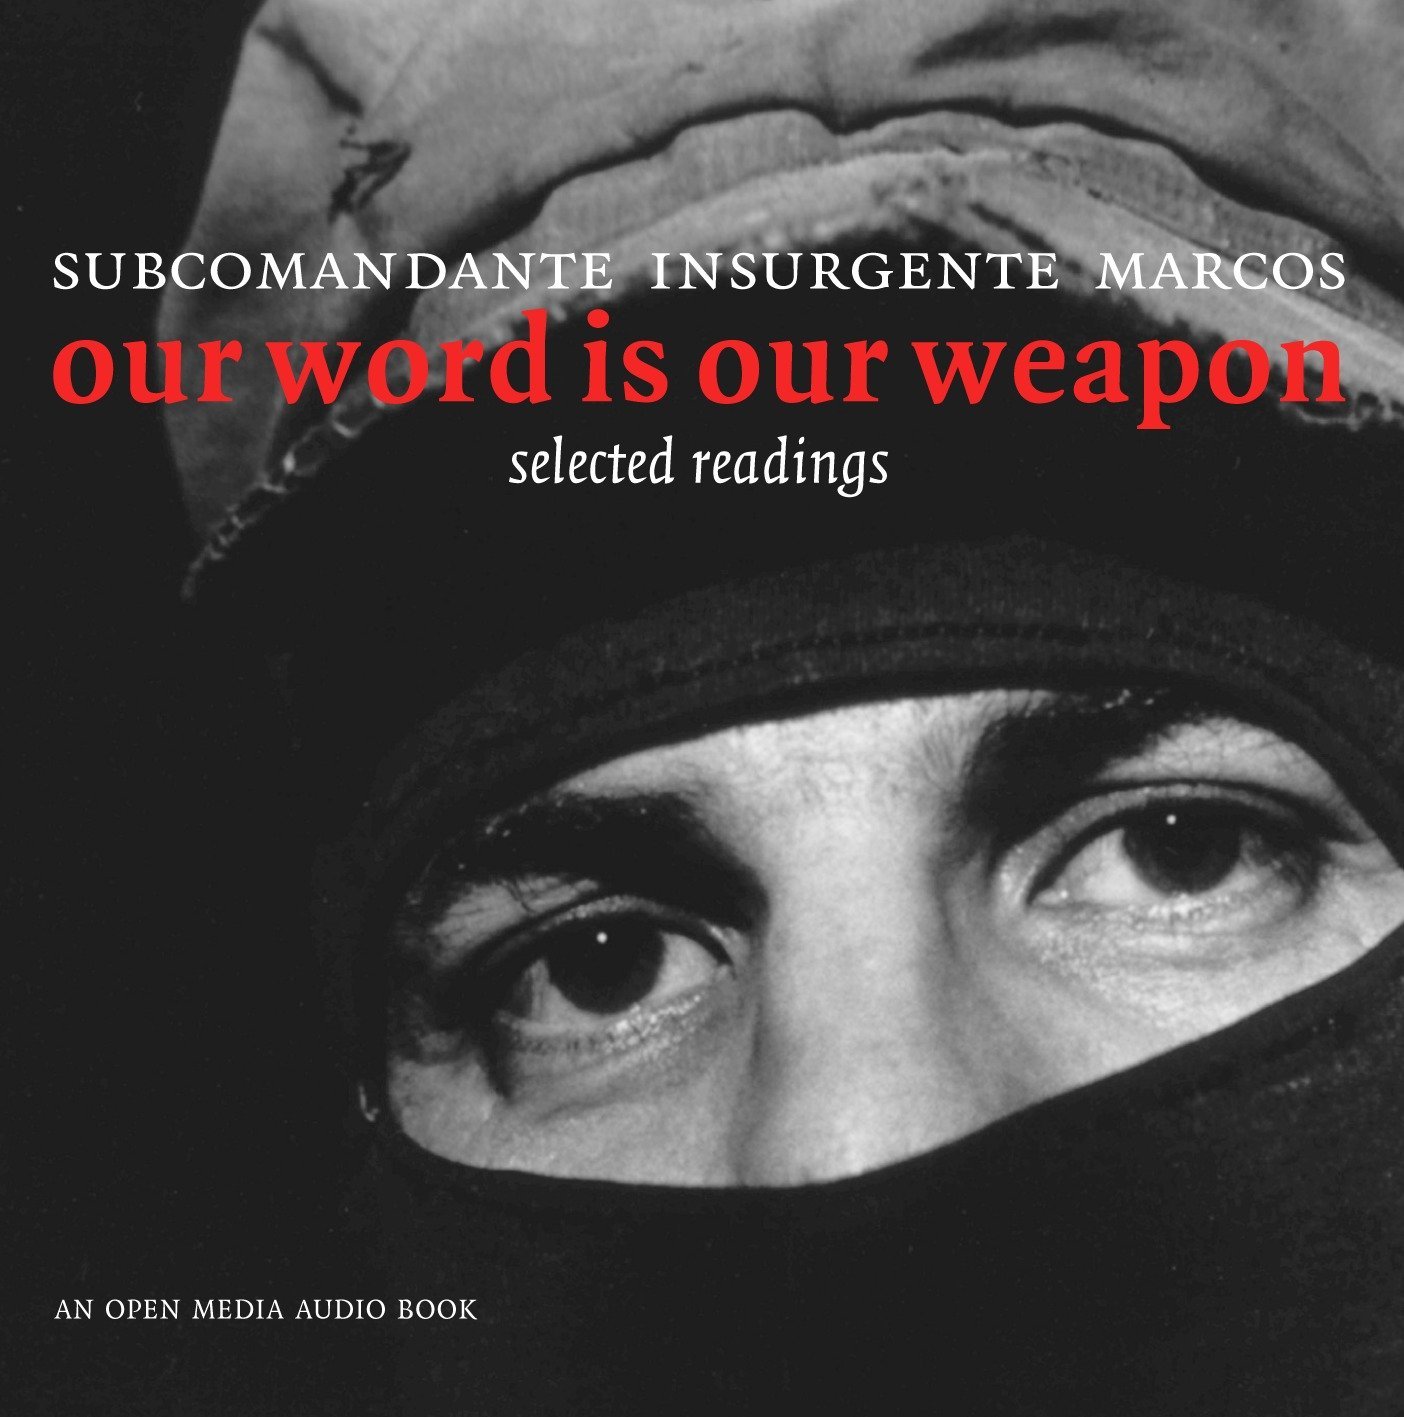 SUBCOMANDANTE INSURGENTE MARCOS
our word is our weapon
selected readings
AN OPEN MEDIA AUDIO BOOK